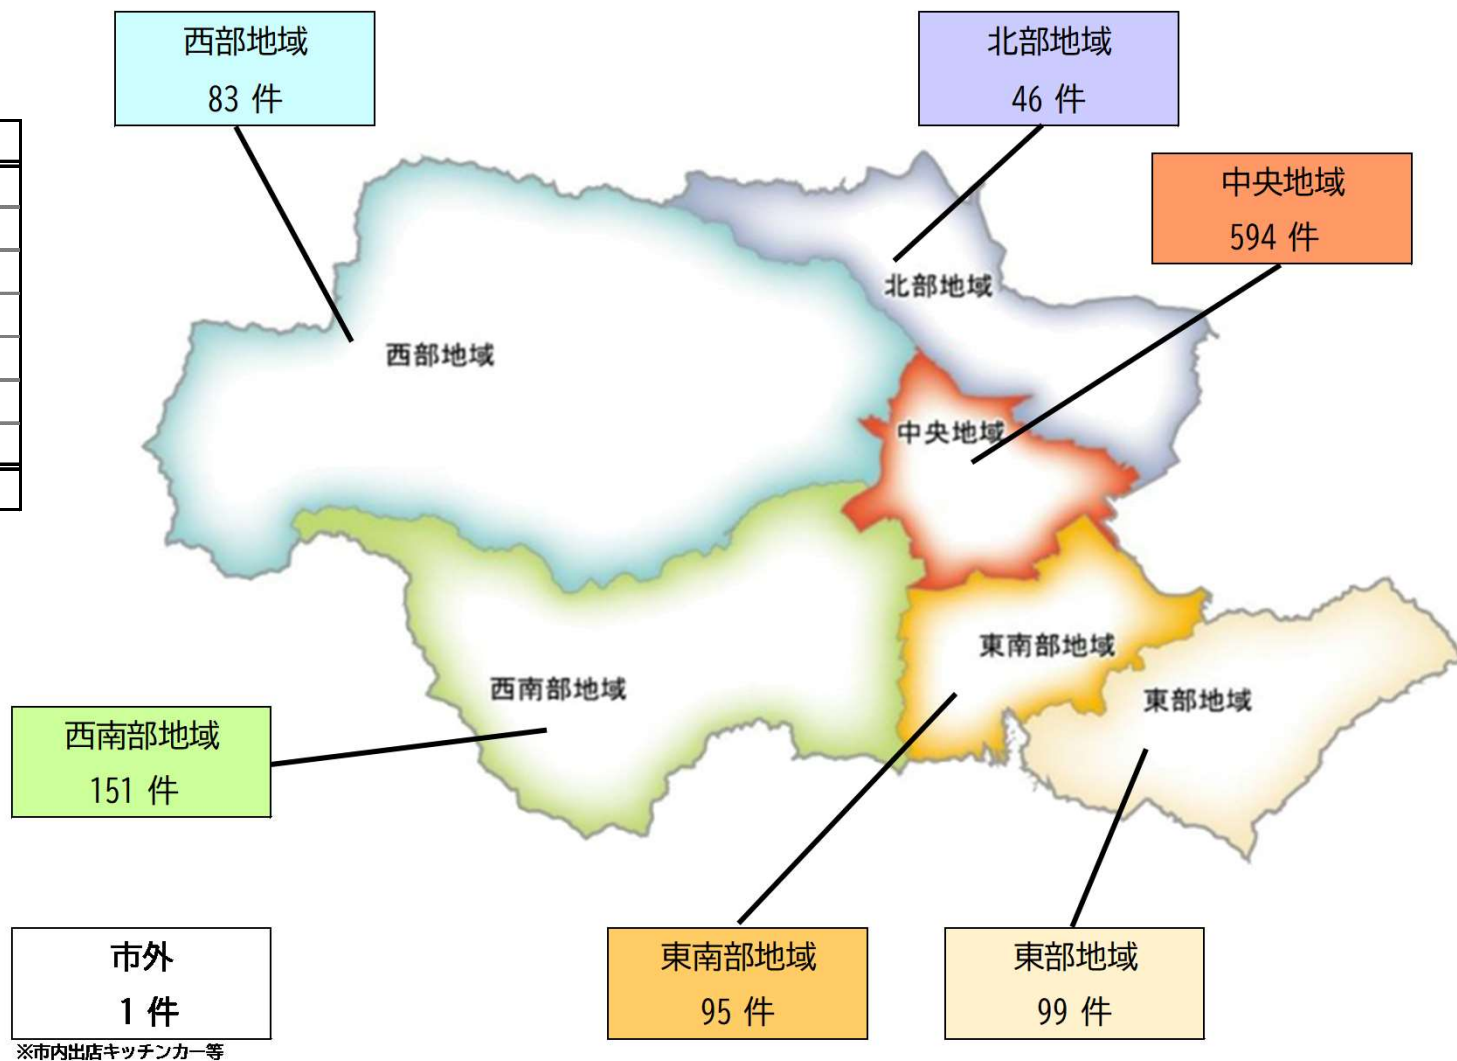 西部地域
83 件
北部地域
46 件
中央地域
594 件
北部地域
西部地域
中央地域
東南部地域
西南部地域
東部地域
西南部地域
151 件
市外
1 件
※市内出店キッチンカー等
東南部地域
95 件
東部地域
99 件